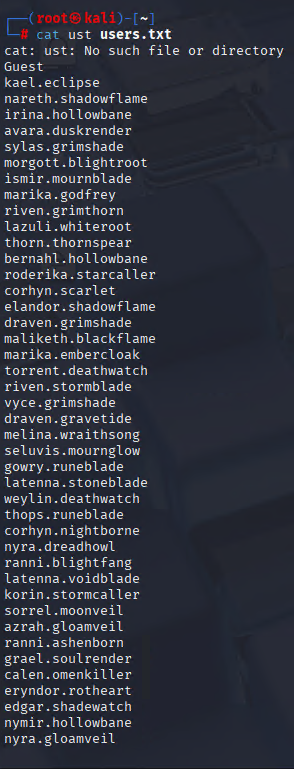 ┌──(root㉿kali)-[~]
└─# cat ust users.txt
cat: ust: No such file or directory
Guest
kael.eclipse
nareth.shadowflame
irina.hollowbane
avara.duskrender
sylas.grimshade
morgott.blightroot
ismir.mournblade
marika.godfrey
riven.grimthorn
lazuli.whiteroot
thorn.thornspear
bernahl.hollowbane
roderika.starcaller
corhyn.scarlet
elandor.shadowflame
draven.grimshade
maliketh.blackflame
marika.embercloak
torrent.deathwatch
riven.stormblade
vyce.grimshade
draven.gravetide
melina.wraithsong
seluvis.mournglow
gowry.runeblade
latenna.stoneblade
weylin.deathwatch
thops.runeblade
corhyn.nightborne
nyra.dreadhowl
ranni.blightfang
latenna.voidblade
korin.stormcaller
sorrel.moonveil
azrah.gloamveil
ranni.ashenborn
grael.soulrender
calen.omenkiller
eryndor.rotheart
edgar.shadewatch
nymir.hollowbane
nyra.gloamveil